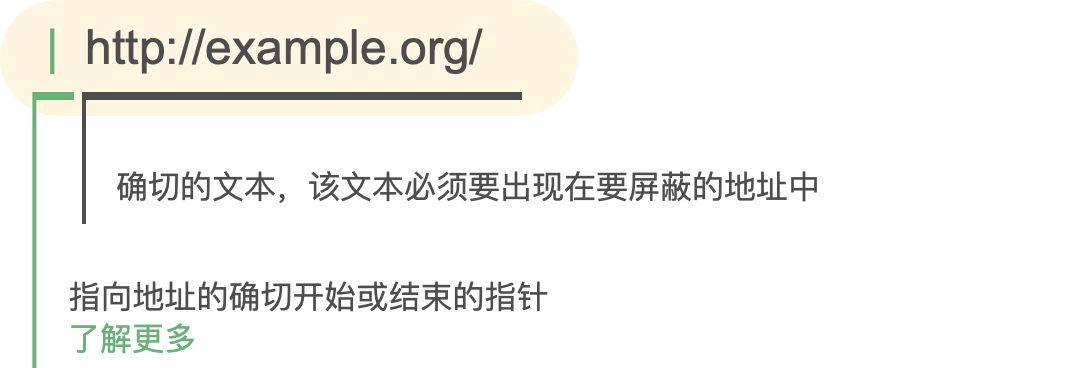 | http://example.org/
确切的文本，该文本必须要出现在要屏蔽的地址中
指向地址的确切开始或结束的指针
了解更多